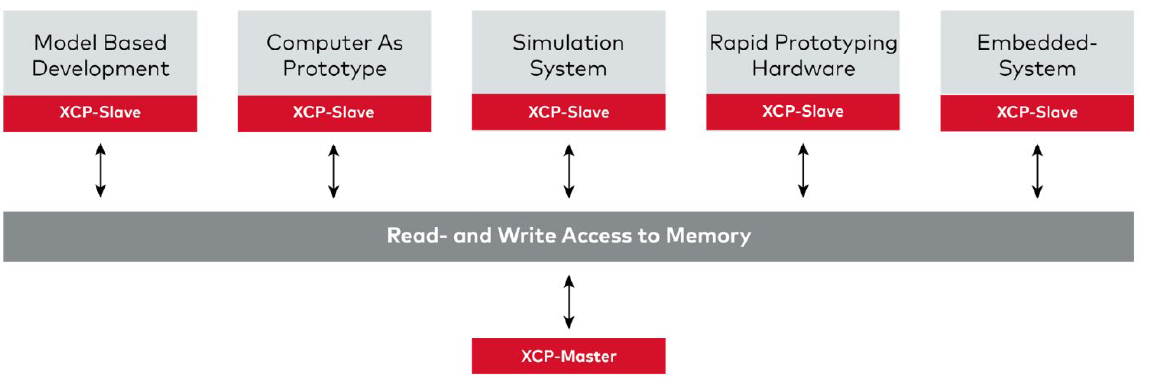 Model Based
Development
XCP-Slave
Computer As
Prototype
XCP-Slave
Simulation
System
XCP-Slave
Rapid Prototyping
Hardware
XCP-Slave
Embedded-
System
XCP-Slave
Read- and Write Access to Memory
XCP-Master